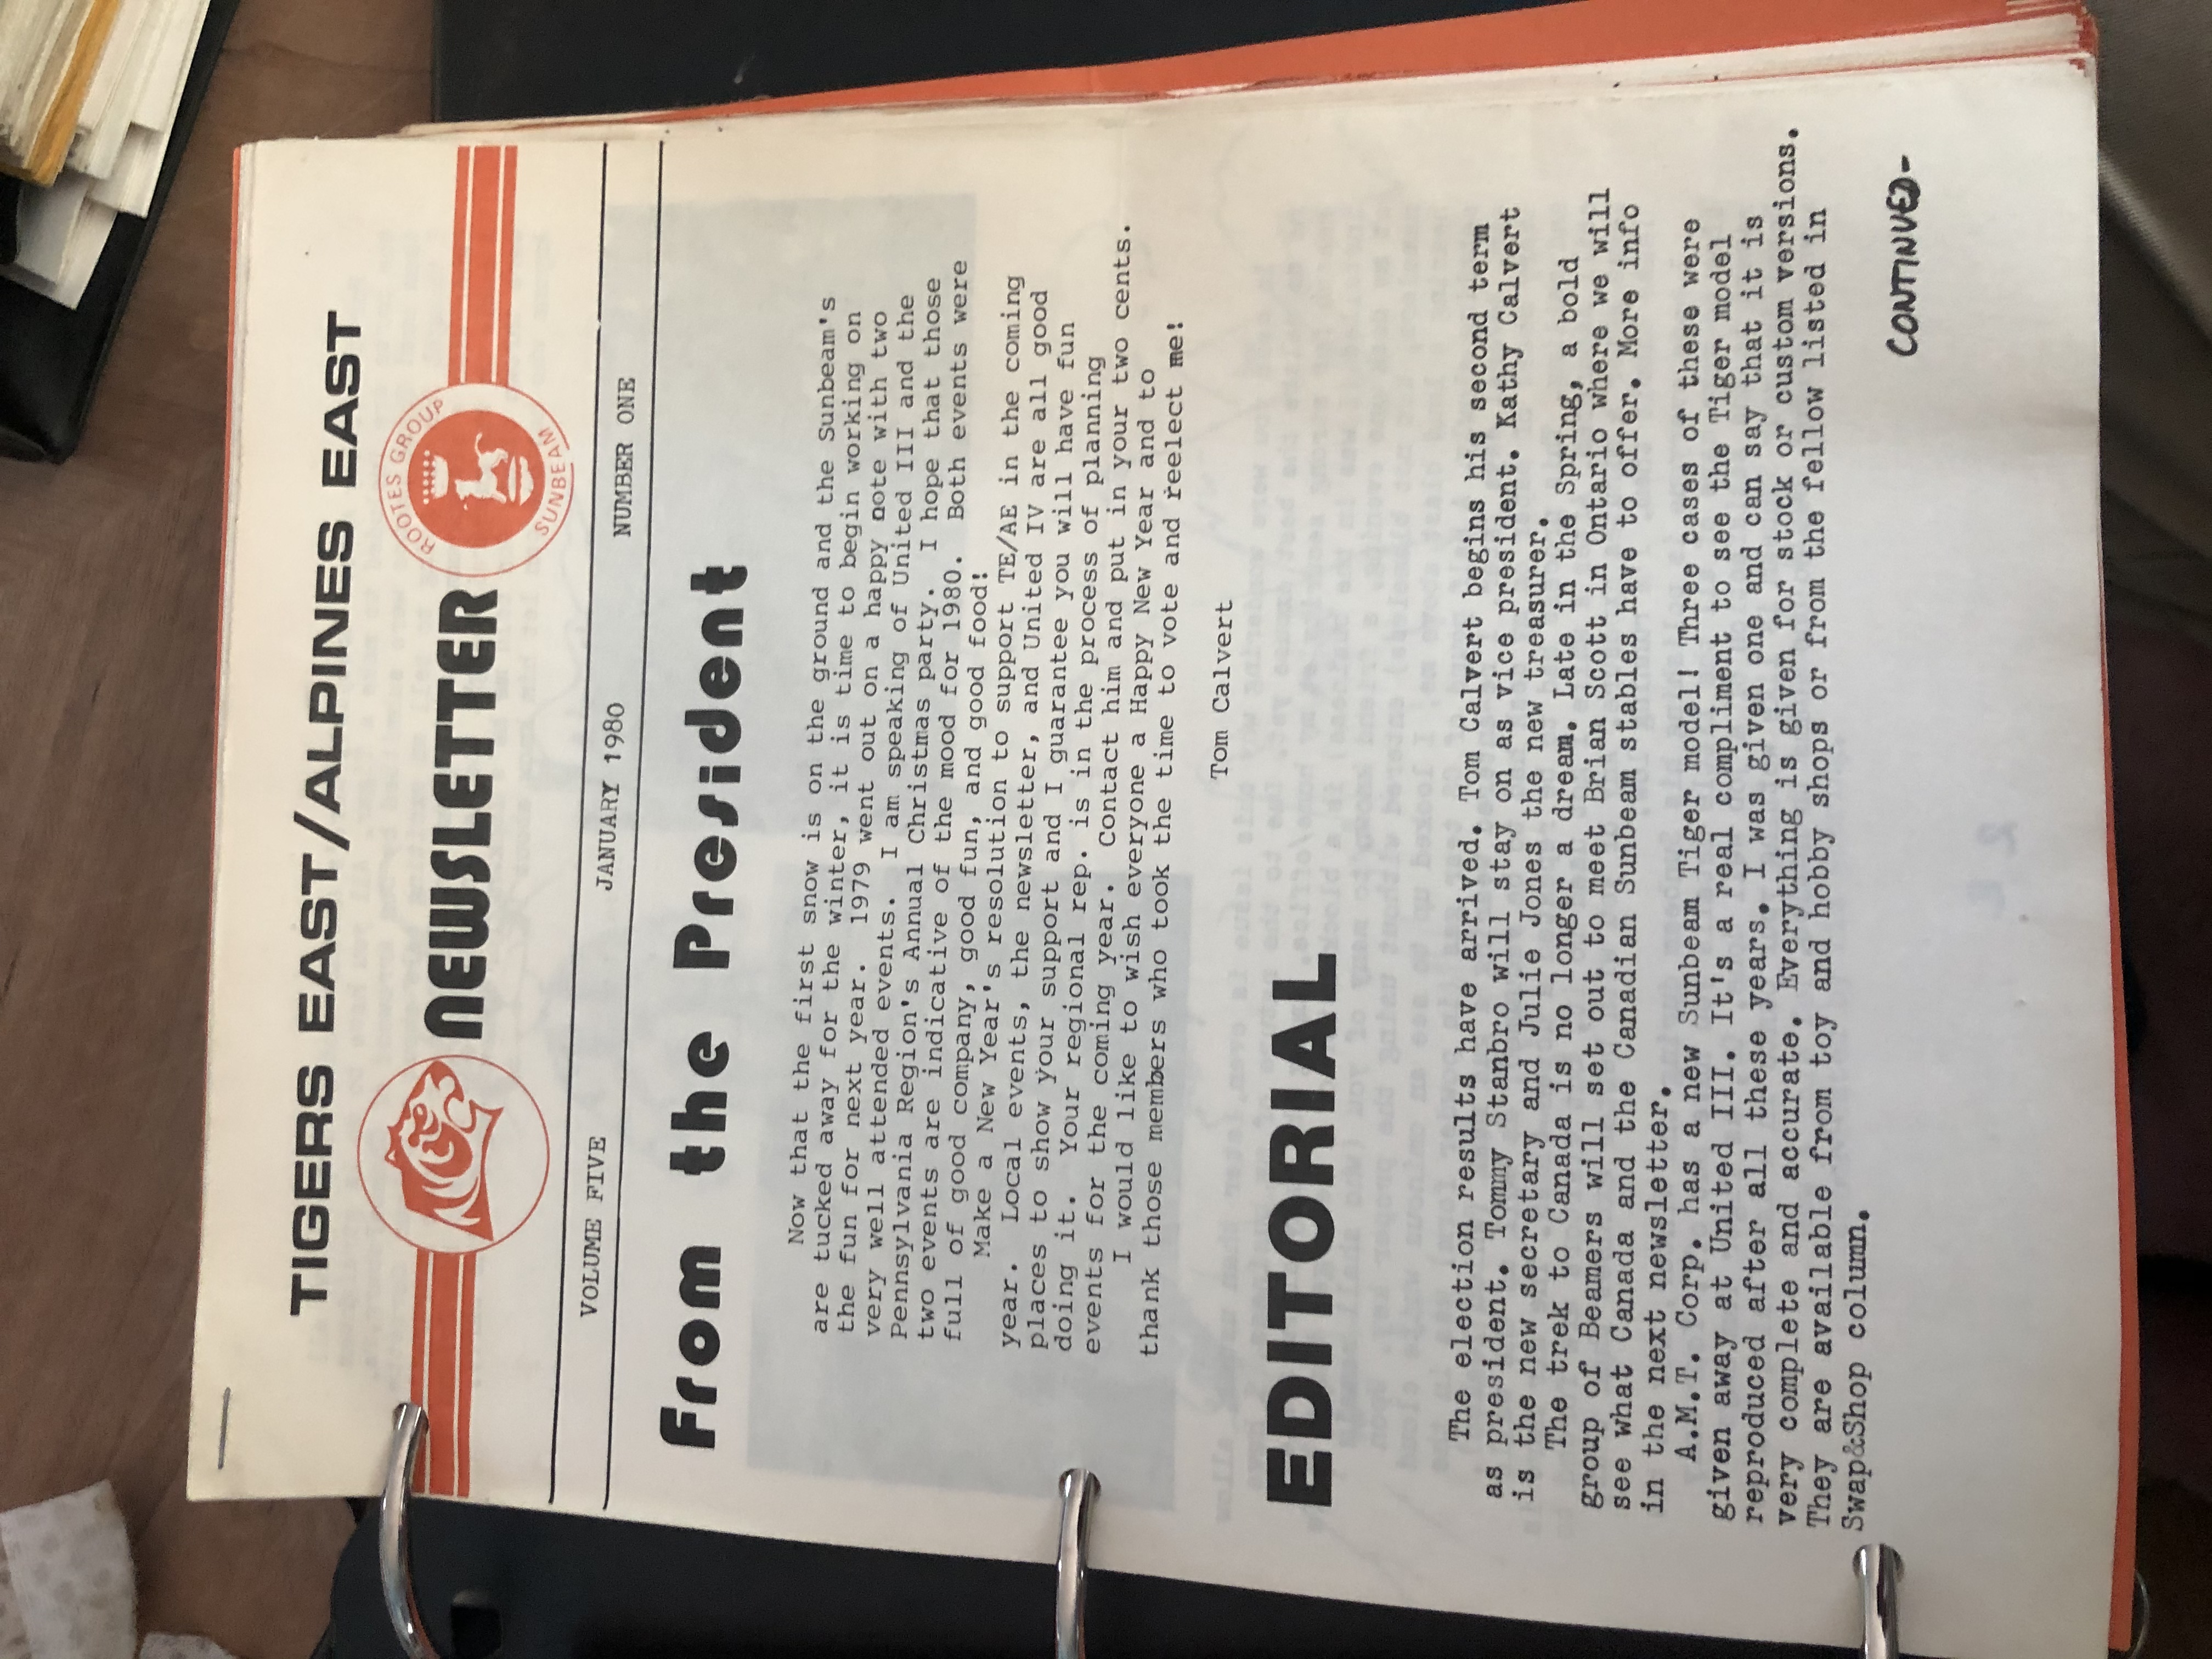 TIGERS EAST/ALPINES EAST
NEWSLETTER
ROOTES GROUP
SUNBEAM
VOLUME FIVE JANUARY 1980 NUMBER ONE
From the President
Now that the first snow is on the ground and the Sunbeam's
are tucked away for the winter, it is time to begin working on
the fun for next year. 1979 went out on a happy note with two
very well attended events. I am speaking of United III and the
Pennsylvania Region's Annual Christmas party. I hope that those
two events are indicative of the mood for 1980. Both events were
full of good company, good fun, and good food!
Make a New Year's resolution to support TE/AE in the coming
year. Local events, the newsletter, and United IV are all good
places to show your support and I guarantee you will have fun
doing it. Your regional rep. is in the process of planning
events for the coming year. Contact him and put in your two cents.
I would like to wish everyone a Happy New Year and to
thank those members who took the time to vote and reelect me!
Tom Calvert
EDITORIAL
The election results have arrived. Tom Calvert begins his second term
as president. Tommy Stanbro will stay on as vice president. Kathy Calvert
is the new secretary and Julie Jones the new treasurer.
The trek to Canada is no longer a dream. Late in the Spring, a bold
group of Beamers will set out to meet Brian Scott in Ontario where we will
see what Canada and the Canadian Sunbeam stables have to offer. More info
in the next newsletter.
A.M.T. Corp. has a new Sunbeam Tiger model! Three cases of these were
given away at United III. It's a real compliment to see the Tiger model
reproduced after all these years. I was given one and can say that it is
very complete and accurate. Everything is given for stock or custom versions.
They are available from toy and hobby shops or from the fellow listed in
Swap&Shop column.
CONTINUED-